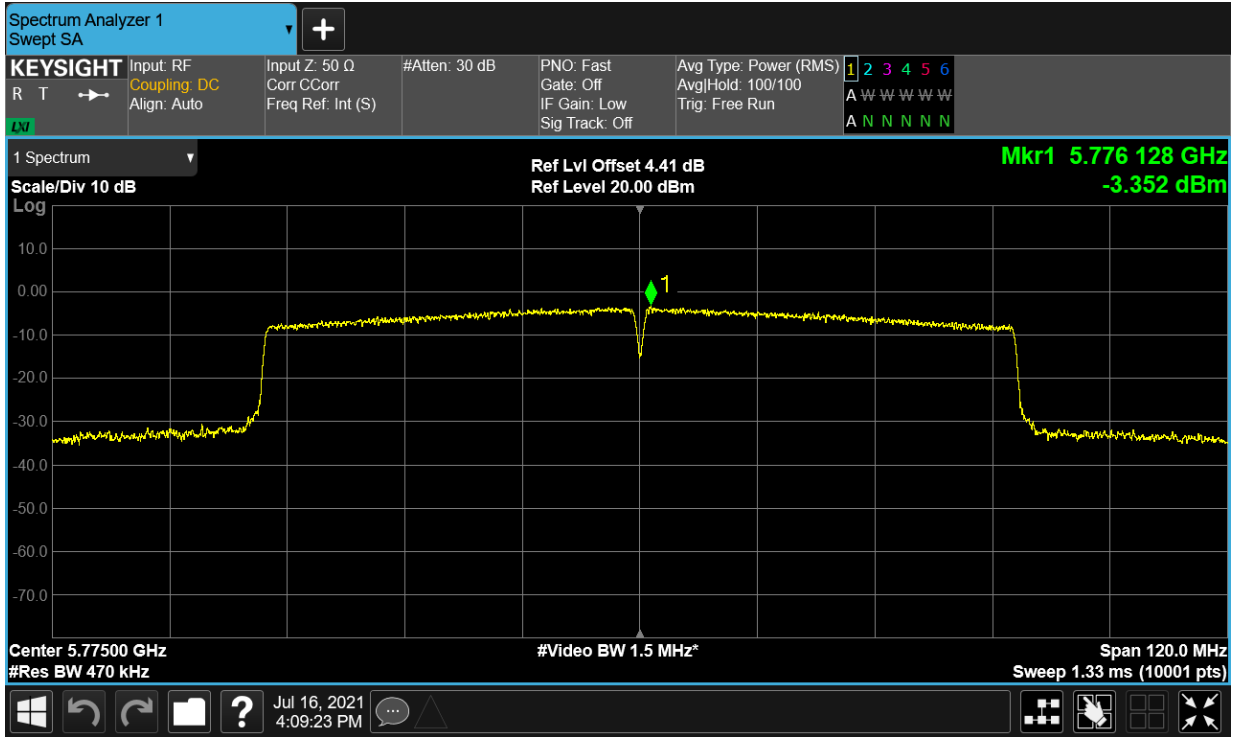 Spectrum Analyzer 1
Swept SA
KEYSIGHT
R T
LXI
Input: RF
Coupling: DC
Align: Auto
Input Z: 50 Ω
Corr CCorr
Freq Ref: Int (S)
#Atten: 30 dB
PNO: Fast
Gate: Off
IF Gain: Low
Sig Track: Off
Avg Type: Power (RMS)
Avg|Hold: 100/100
Trig: Free Run
1 2 3 4 5 6
A W W W W W
A N N N N N
1 Spectrum
Scale/Div 10 dB
Log
Ref Lvl Offset 4.41 dB
Ref Level 20.00 dBm
Mkr1 5.776 128 GHz
-3.352 dBm
1
10.0
0.00
-10.0
-20.0
-30.0
-40.0
-50.0
-60.0
-70.0
Center 5.77500 GHz
#Res BW 470 kHz
#Video BW 1.5 MHz*
Span 120.0 MHz
Sweep 1.33 ms (10001 pts)
?
Jul 16, 2021
4:09:23 PM